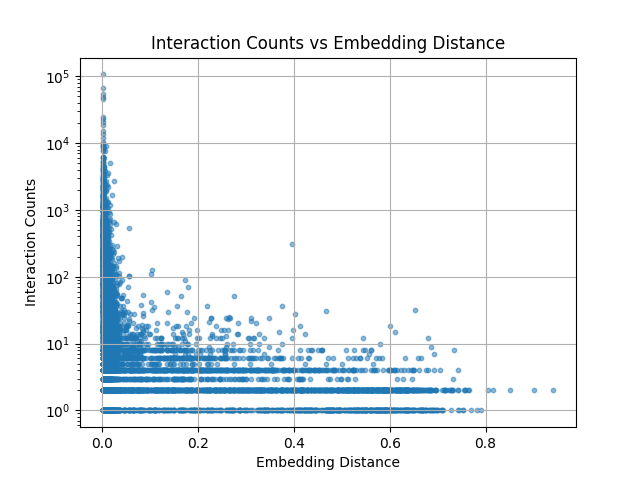 Interaction Counts vs Embedding Distance
Interaction Counts
10^5
10^4
10^3
10^2
10^1
10^0
0.0 0.2 0.4 0.6 0.8
Embedding Distance